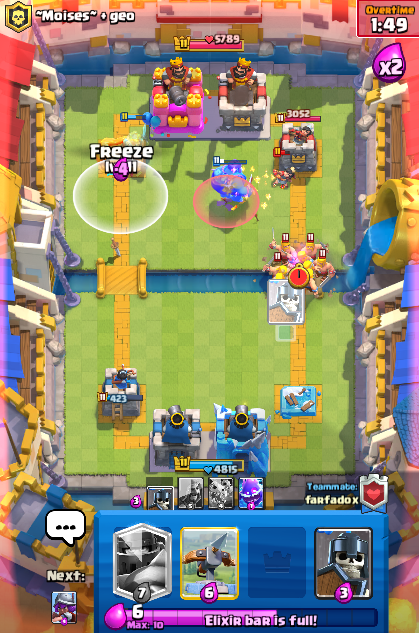 ~Moises~ + geo
Overtime
1:49
5789
x2
3052
Freeze
-4
423
4815
Teammate:
farfadox
3
...
7
6
3
Next:
6
Max: 10
Elixir bar is full!